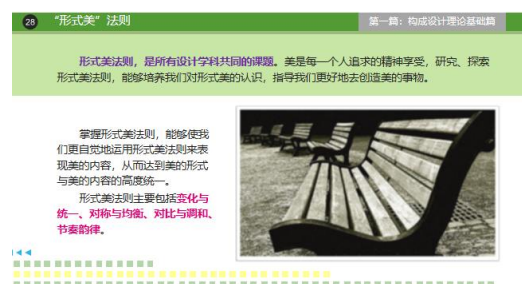 28 “形式美”法则 第一篇：构成设计理论基础篇
形式美法则，是所有设计学科共同的课题。美是每一个人追求的精神享受，研究、探索
形式美法则，能够培养我们对形式美的认识，指导我们更好地去创造美的事物。
掌握形式美法则，能够使我
们更自觉地运用形式美法则来表
现美的内容，从而达到美的形式
与美的内容的高度统一。
形式美法则主要包括变化与
统一、对称与均衡、对比与调和、
节奏韵律。